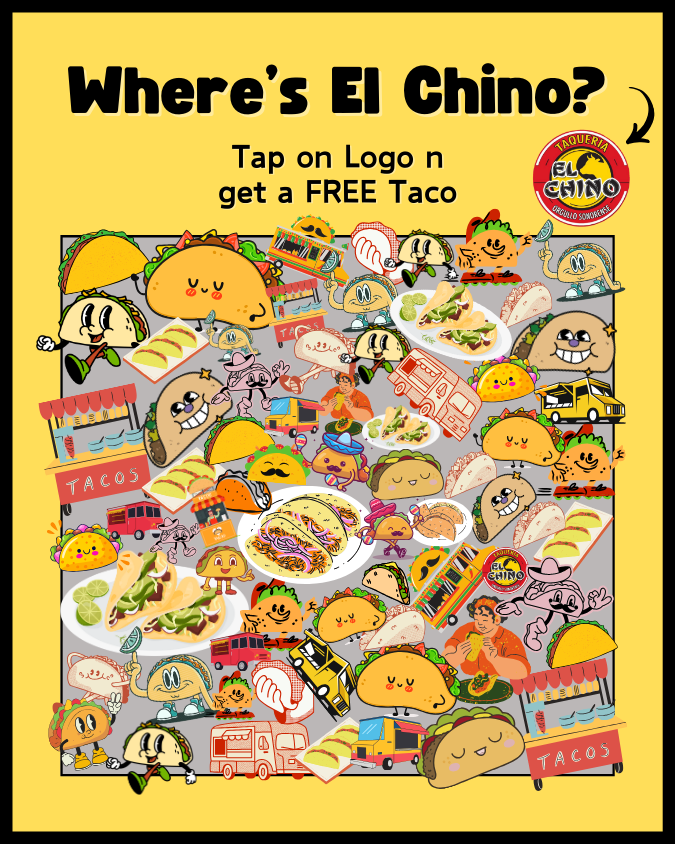 Where's El Chino?
Tap on Logo n
get a FREE Taco
TAQUERIA
EL
CHINO
ORGULLO SONORENSE
TACOS
TACOS
TAQUERIA
EL
CHINO
TACOS